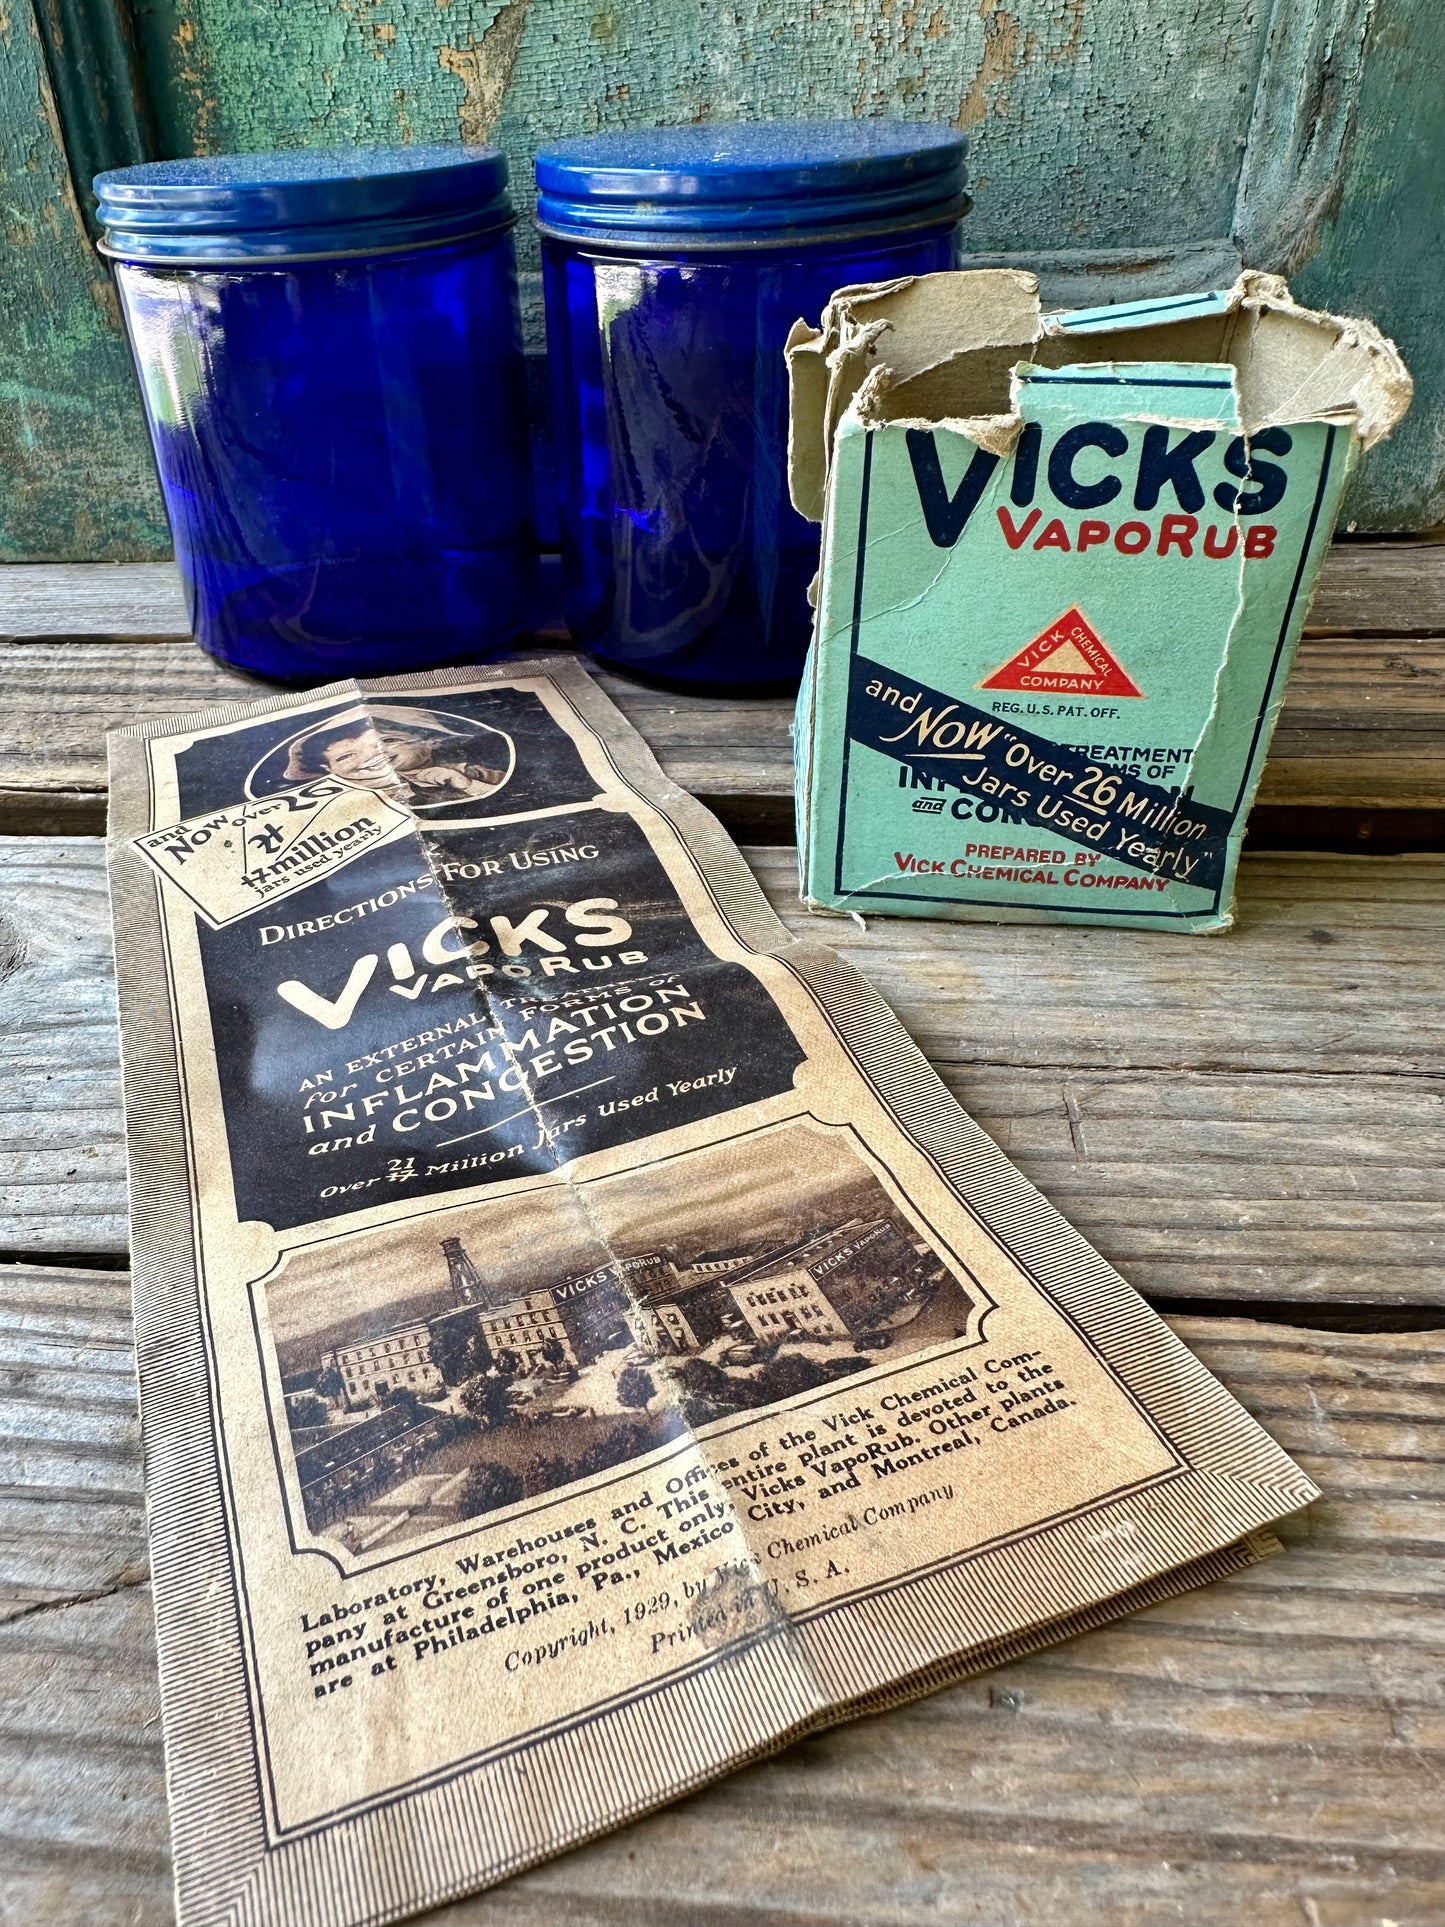 VICKS
VAPORUB
VICK CHEMICAL
COMPANY
REG. U.S. PAT. OFF.
TREATMENT
OF
and CON
and NOW "Over 26 Million
Jars Used Yearly"
PREPARED BY
VICK CHEMICAL COMPANY
and
NOW over 26
21
17 million
jars used yearly
DIRECTIONS FOR USING
VICKS
VAPORUB
AN EXTERNAL TREATMENT OF
for CERTAIN FORMS OF
INFLAMMATION
and CONGESTION
Over 21 17 Million Jars Used Yearly
VICKS VAPORUB
VICKS VAPORUB
Laboratory, Warehouses and Offices of the Vick Chemical Com-
pany at Greensboro, N. C. This entire plant is devoted to the
manufacture of one product only, Vicks VapoRub. Other plants
are at Philadelphia, Pa., Mexico City, and Montreal, Canada.
Copyright, 1929, by Vick Chemical Company
Printed in U. S. A.